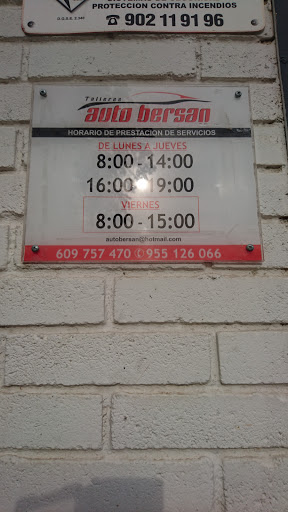 PROTECCION CONTRA INCENDIOS
☎ 902 11 91 96
Talleres
auto bersan
HORARIO DE PRESTACION DE SERVICIOS
DE LUNES A JUEVES
8:00 - 14:00
16:00 - 19:00
VIERNES
8:00 - 15:00
autobersan@hotmail.com
609 757 470 ✆ 955 126 066